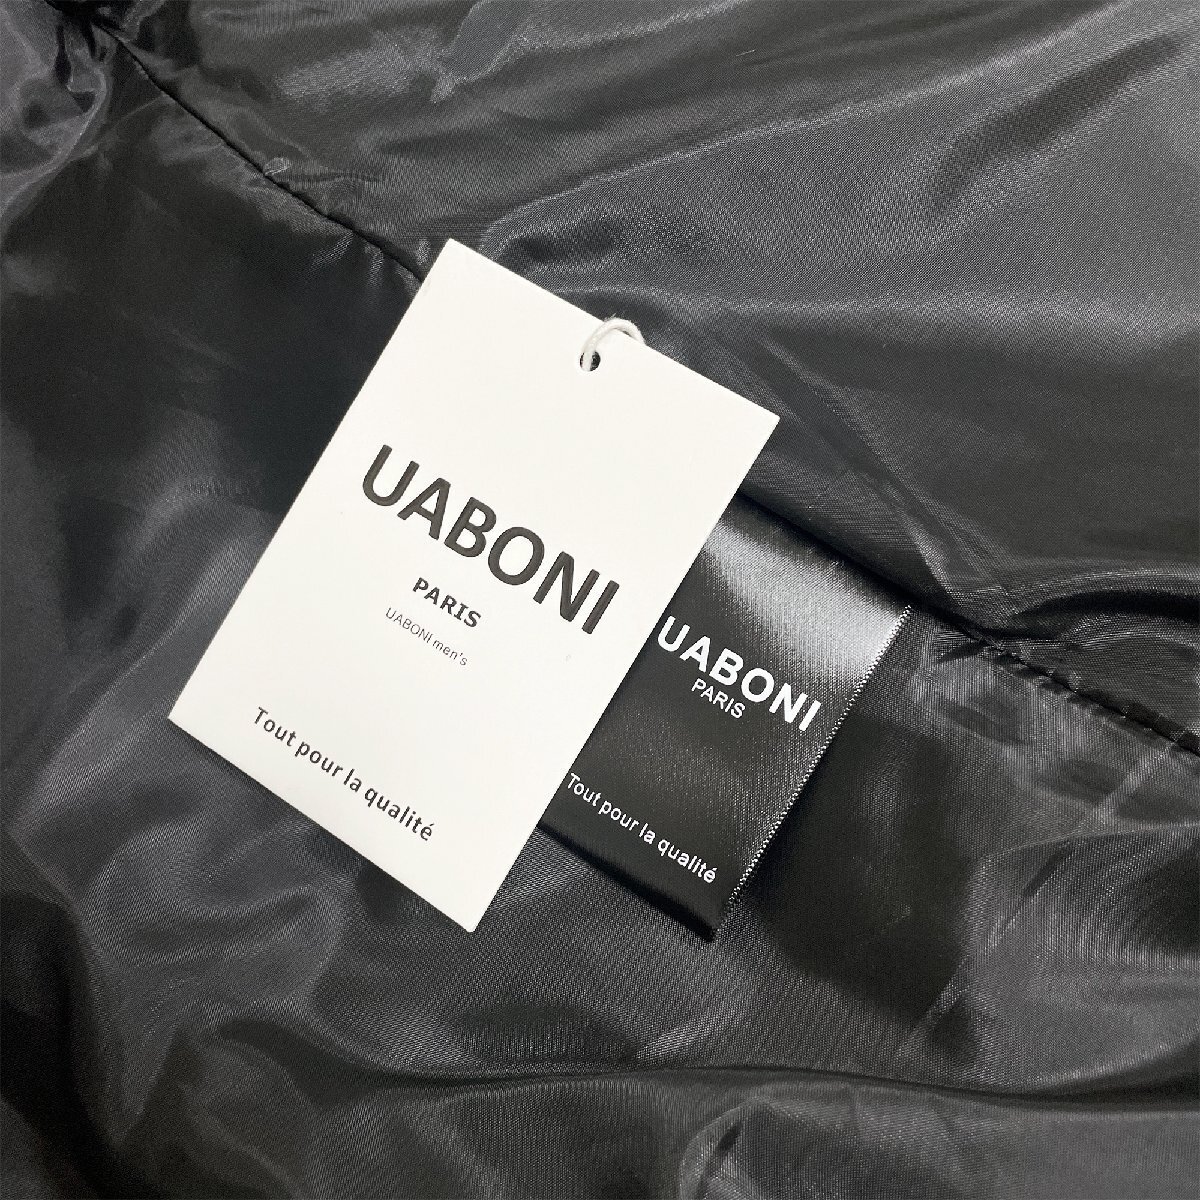 UABONI
PARIS
UABONI men's
Tout pour la qualité
UABONI
PARIS
Tout pour la qualité